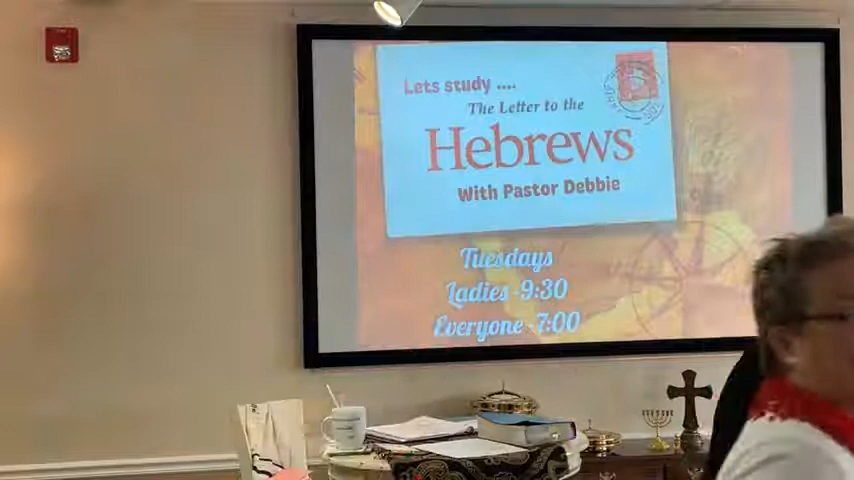 Lets study ....
The Letter to the
Hebrews
With Pastor Debbie
Tuesdays
Ladies - 9:30
Everyone - 7:00